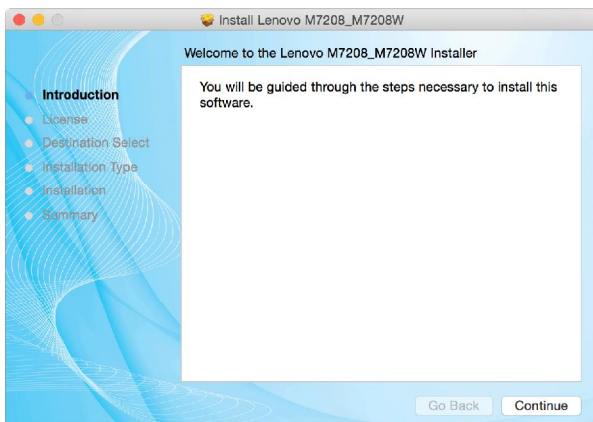 Install Lenovo M7208_M7208W
Welcome to the Lenovo M7208_M7208W Installer
Introduction
License
Destination Select
Installation Type
Installation
Summary
You will be guided through the steps necessary to install this
software.
Go Back
Continue